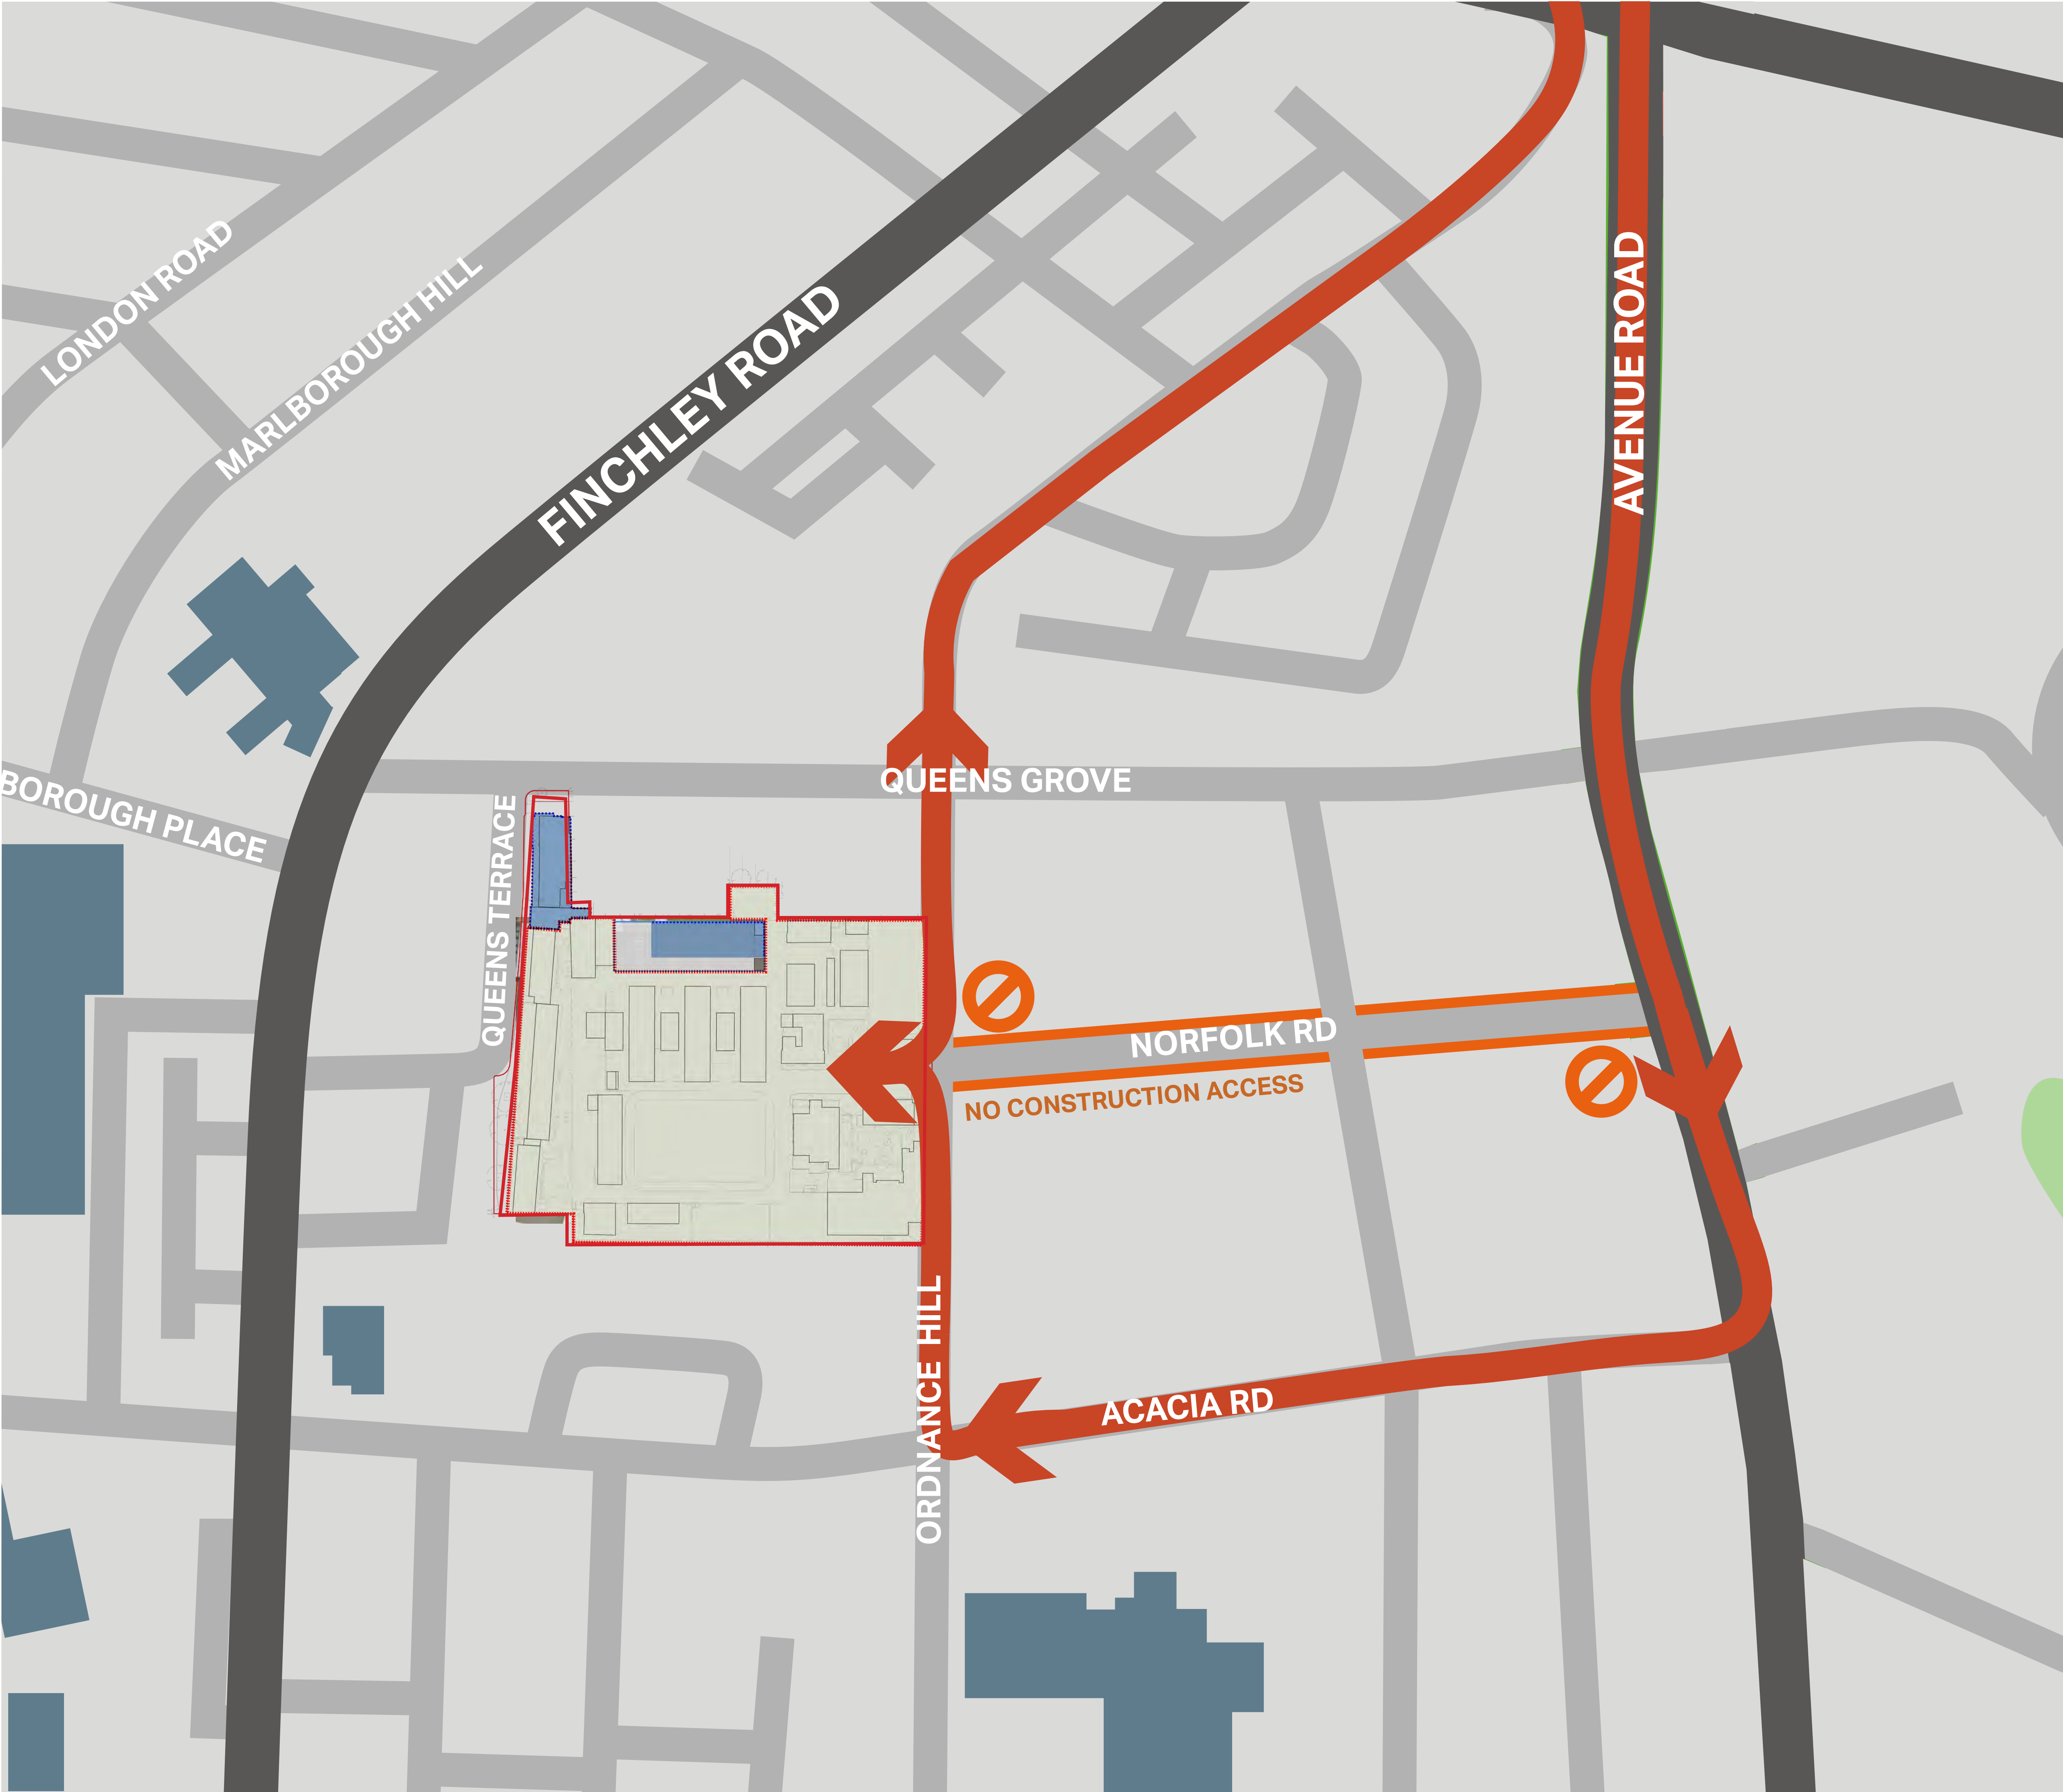 LONDON ROAD
MARLBOROUGH HILL
FINCHLEY ROAD
AVENUE ROAD
BOROUGH PLACE
QUEENS GROVE
QUEENS TERRACE
NORFOLK RD
NO CONSTRUCTION ACCESS
ORDNANCE HILL
ACACIA RD